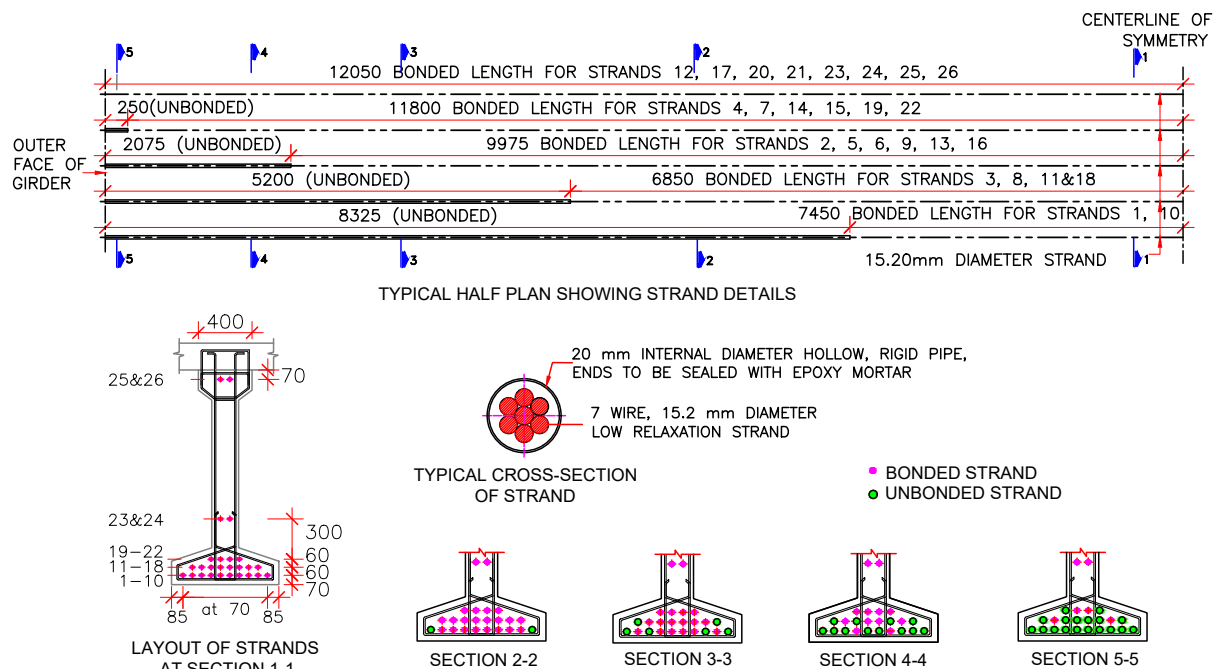 CENTERLINE OF
SYMMETRY
5 4 3 2 1
12050 BONDED LENGTH FOR STRANDS 12, 17, 20, 21, 23, 24, 25, 26
250(UNBONDED) 11800 BONDED LENGTH FOR STRANDS 4, 7, 14, 15, 19, 22
OUTER
FACE OF
GIRDER
2075 (UNBONDED) 9975 BONDED LENGTH FOR STRANDS 2, 5, 6, 9, 13, 16
5200 (UNBONDED) 6850 BONDED LENGTH FOR STRANDS 3, 8, 11&18
8325 (UNBONDED) 7450 BONDED LENGTH FOR STRANDS 1, 10
5 4 3 2 1
15.20mm DIAMETER STRAND
TYPICAL HALF PLAN SHOWING STRAND DETAILS
400
70
25&26
23&24
300
19-22
60
11-18
60
1-10
70
85 at 70 85
LAYOUT OF STRANDS
AT SECTION 1-1
20 mm INTERNAL DIAMETER HOLLOW, RIGID PIPE,
ENDS TO BE SEALED WITH EPOXY MORTAR
7 WIRE, 15.2 mm DIAMETER
LOW RELAXATION STRAND
TYPICAL CROSS-SECTION
OF STRAND
BONDED STRAND
UNBONDED STRAND
SECTION 2-2
SECTION 3-3
SECTION 4-4
SECTION 5-5